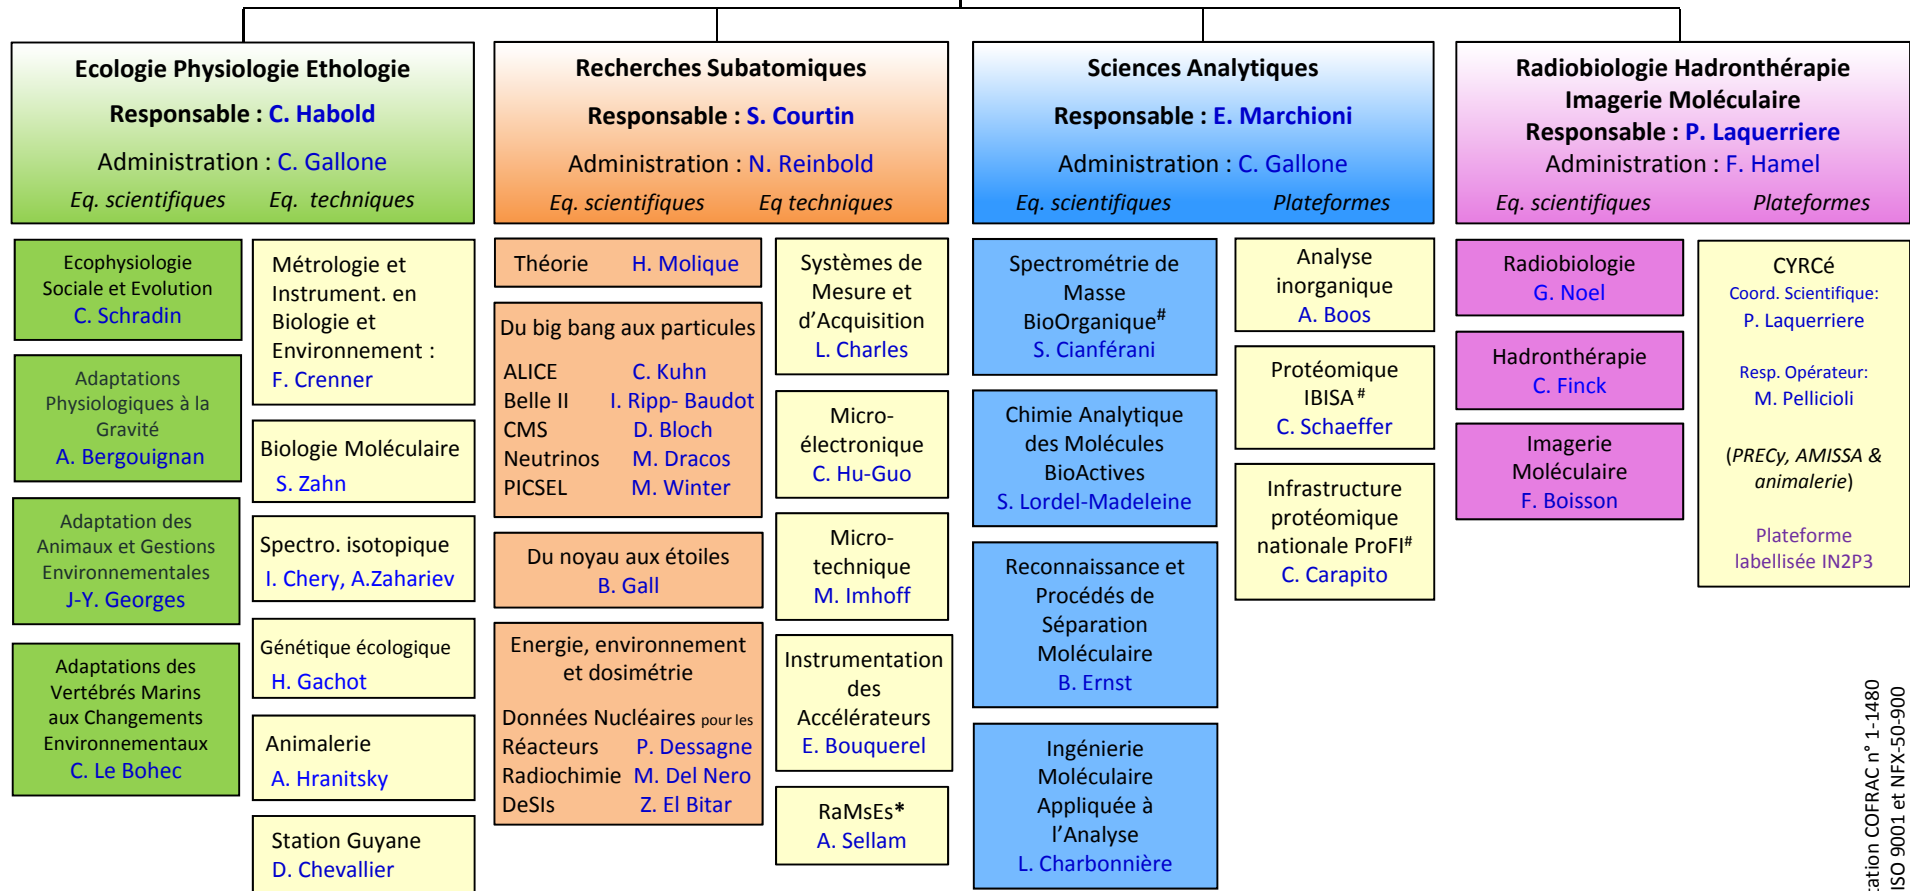 Ecologie Physiologie Ethologie
Responsable : C. Habold
Administration : C. Gallone
Eq. scientifiques Eq. techniques
Ecophysiologie
Sociale et Evolution
C. Schradin
Adaptations
Physiologiques à la
Gravité
A. Bergouignan
Adaptation des
Animaux et Gestions
Environnementales
J-Y. Georges
Adaptations des
Vertébrés Marins
aux Changements
Environnementaux
C. Le Bohec
Métrologie et
Instrument. en
Biologie et
Environnement :
F. Crenner
Biologie Moléculaire
S. Zahn
Spectro. isotopique
I. Chery, A.Zahariev
Génétique écologique
H. Gachot
Animalerie
A. Hranitsky
Station Guyane
D. Chevallier
Recherches Subatomiques
Responsable : S. Courtin
Administration : N. Reinbold
Eq. scientifiques Eq techniques
Théorie H. Molique
Du big bang aux particules
ALICE C. Kuhn
Belle II I. Ripp- Baudot
CMS D. Bloch
Neutrinos M. Dracos
PICSEL M. Winter
Du noyau aux étoiles
B. Gall
Energie, environnement
et dosimétrie
Données Nucléaires pour les
Réacteurs P. Dessagne
Radiochimie M. Del Nero
DeSIs Z. El Bitar
Systèmes de
Mesure et
d'Acquisition
L. Charles
Micro-
électronique
C. Hu-Guo
Micro-
technique
M. Imhoff
Instrumentation
des
Accélérateurs
E. Bouquerel
RaMsEs*
A. Sellam
Sciences Analytiques
Responsable : E. Marchioni
Administration : C. Gallone
Eq. scientifiques Plateformes
Spectrométrie de
Masse
BioOrganique#
S. Cianférani
Chimie Analytique
des Molécules
BioActives
S. Lordel-Madeleine
Reconnaissance et
Procédés de
Séparation
Moléculaire
B. Ernst
Ingénierie
Moléculaire
Appliquée à
l'Analyse
L. Charbonnière
Analyse
inorganique
A. Boos
Protéomique
IBISA #
C. Schaeffer
Infrastructure
protéomique
nationale ProFI#
C. Carapito
Radiobiologie Hadronthérapie
Imagerie Moléculaire
Responsable : P. Laquerriere
Administration : F. Hamel
Eq. scientifiques Plateformes
Radiobiologie
G. Noel
Hadronthérapie
C. Finck
Imagerie
Moléculaire
F. Boisson
CYRCé
Coord. Scientifique:
P. Laquerriere
Resp. Opérateur:
M. Pellicioli
(PRECy, AMISSA &
animalerie)
Plateforme
labellisée IN2P3
COFRAC n° 1-1480
ISO 9001 et NFX-50-900